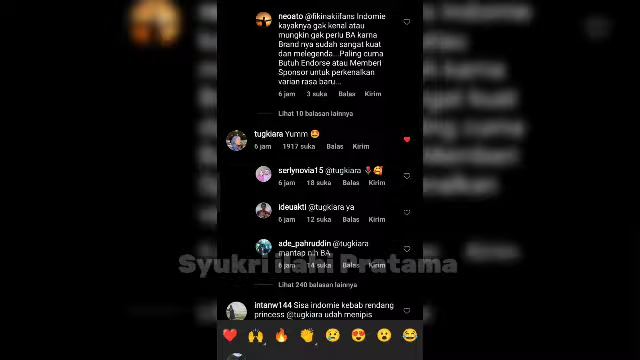 neoato @fikinakiifans Indomie
kayaknya gak kenal atau
mungkin gak perlu BA karna
Brand nya sudah sangat kuat
dan melegenda...Paling cuma
Butuh Endorse atau Memberi
Sponsor untuk perkenalkan
varian rasa baru...
6 jam 3 suka Balas Kirim
Lihat 10 balasan lainnya
tugkiara Yumm 🤩
6 jam 1917 suka Balas Kirim
serlynovia15 @tugkiara 🌷🥰
6 jam 18 suka Balas Kirim
ideuakti @tugkiara ya
6 jam 12 suka Balas Kirim
ade_pahruddin @tugkiara
mantap nih BA
6 jam 14 suka Balas Kirim
Syukri ilahi Pratama
Lihat 240 balasan lainnya
intanw144 Sisa indomie kebab rendang
princess @tugkiara udah menipis
❤️ 🙌 🔥 👏 😢 😍 😮 😂